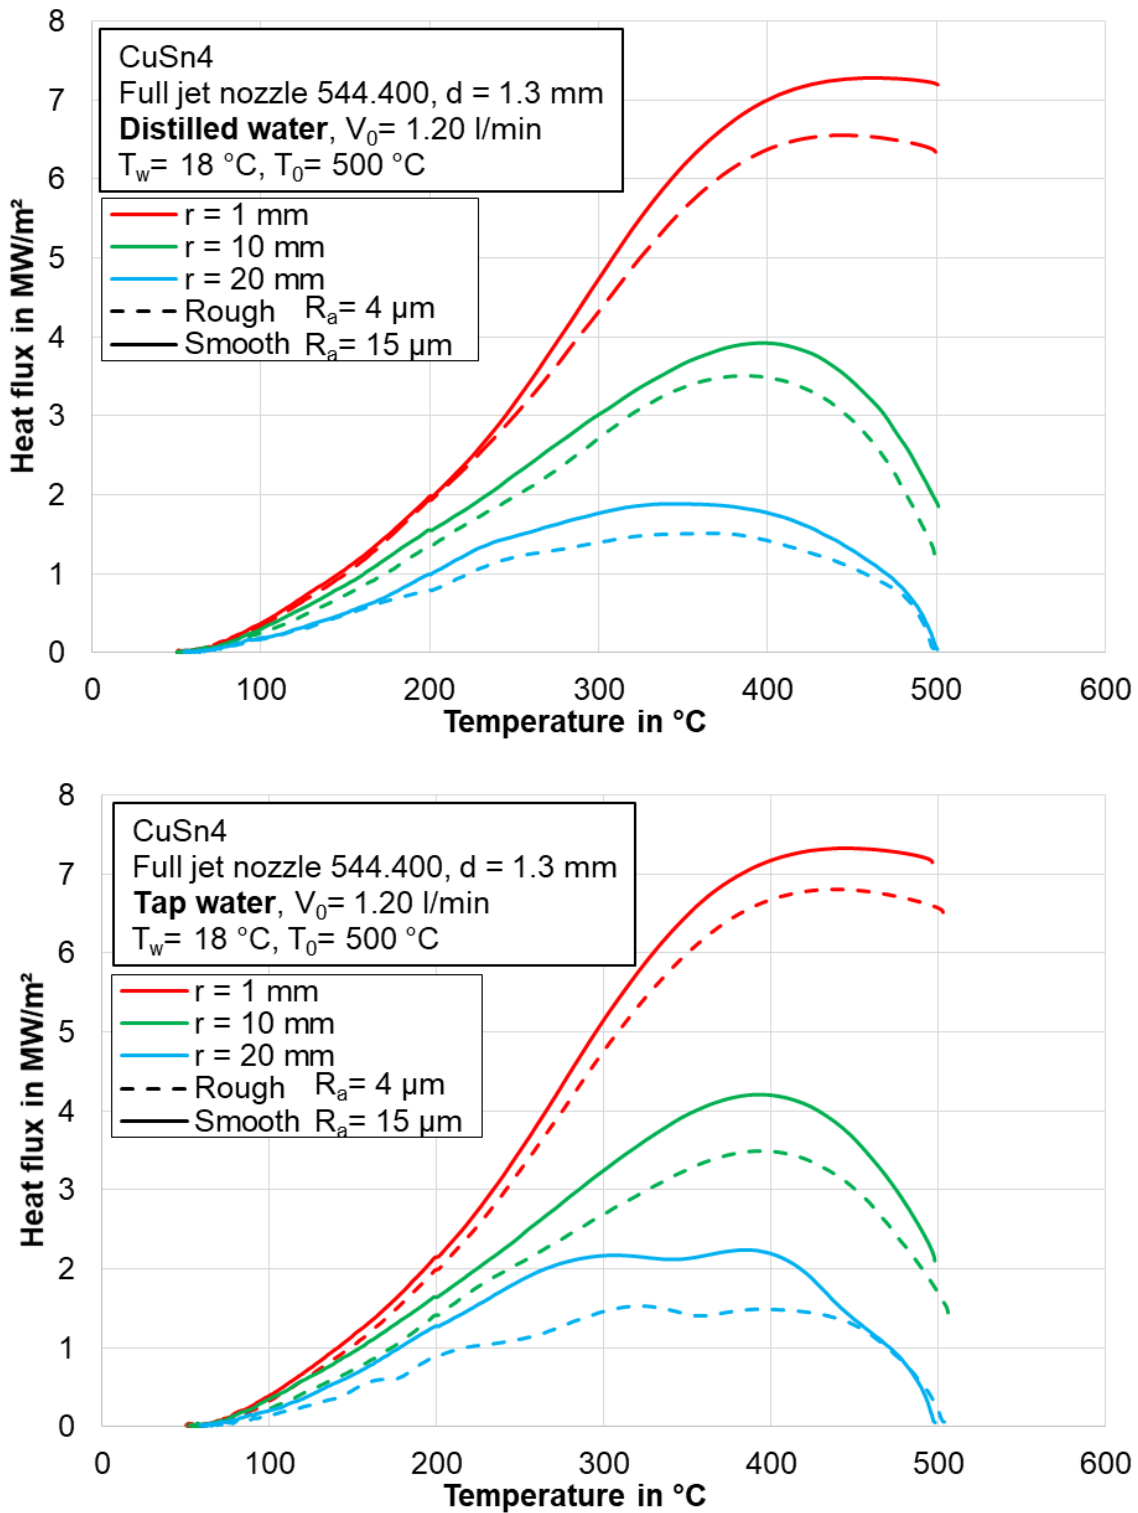 8
7
6
5
4
3
2
1
0
Heat flux in MW/m²
CuSn4
Full jet nozzle 544.400, d = 1.3 mm
Distilled water, V₀= 1.20 l/min
T_w= 18 °C, T₀= 500 °C
r = 1 mm
r = 10 mm
r = 20 mm
Rough Rₐ= 4 µm
Smooth Rₐ= 15 µm
0 100 200 300 400 500 600
Temperature in °C
8
7
6
5
4
3
2
1
0
Heat flux in MW/m²
CuSn4
Full jet nozzle 544.400, d = 1.3 mm
Tap water, V₀= 1.20 l/min
T_w= 18 °C, T₀= 500 °C
r = 1 mm
r = 10 mm
r = 20 mm
Rough Rₐ= 4 µm
Smooth Rₐ= 15 µm
0 100 200 300 400 500 600
Temperature in °C